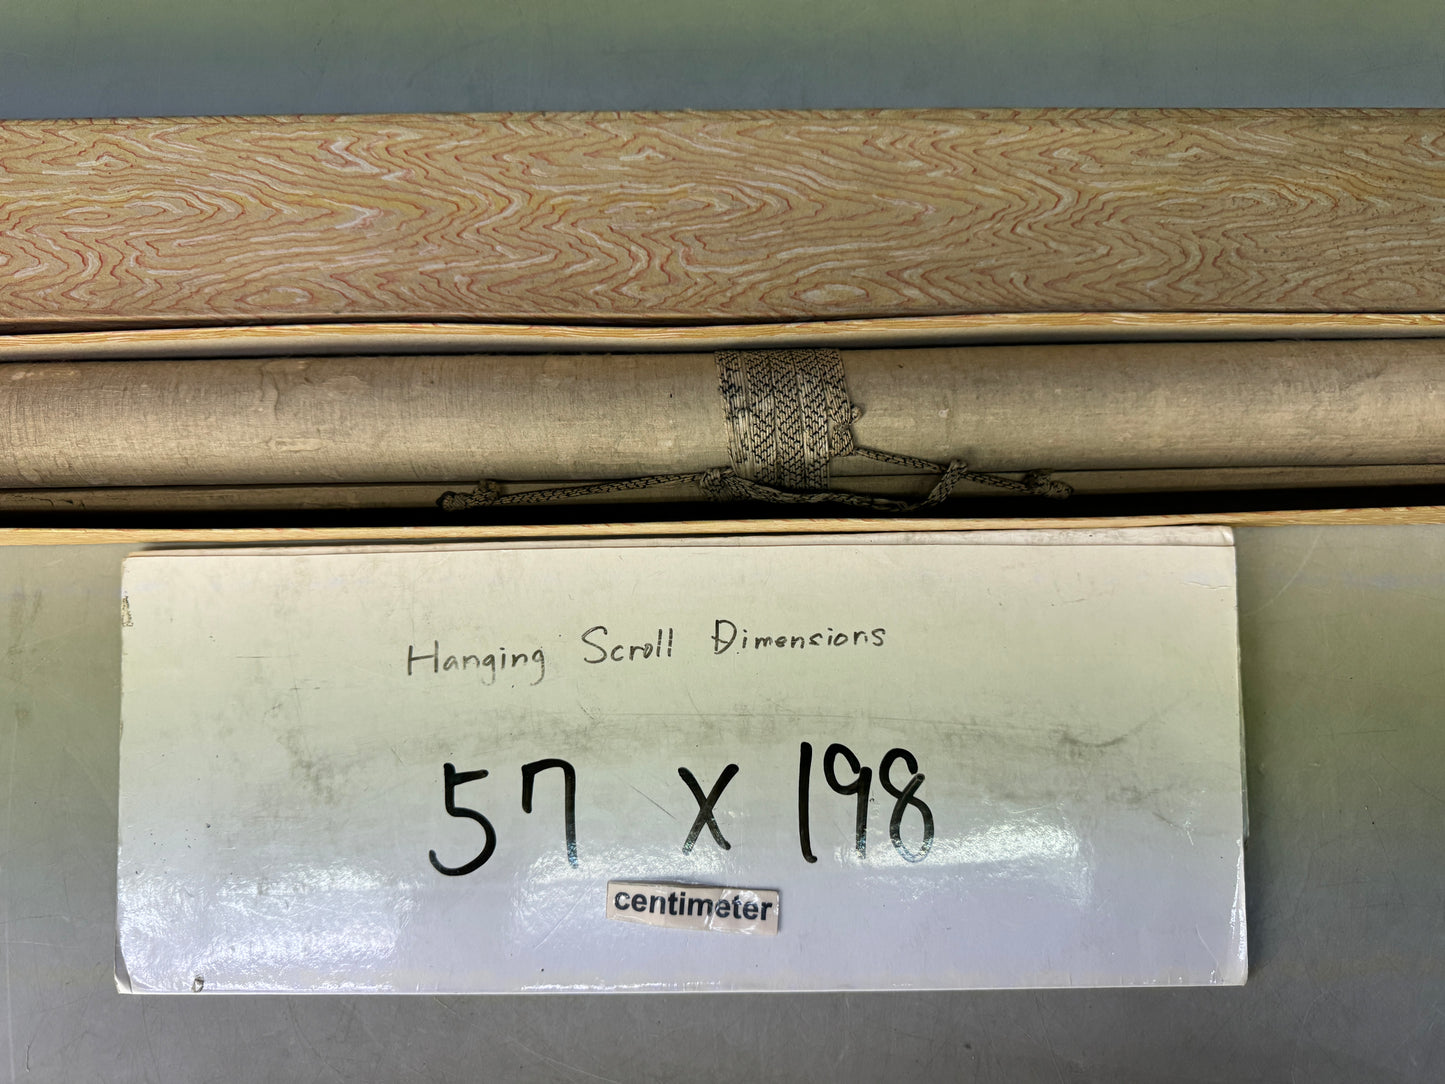 Hanging Scroll Dimensions
57 X 198
centimeter